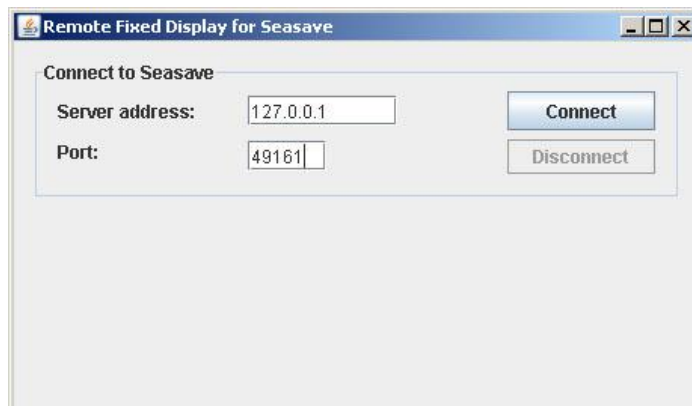 Remote Fixed Display for Seasave
Connect to Seasave
Server address: 127.0.0.1 Connect
Port: 49161 Disconnect